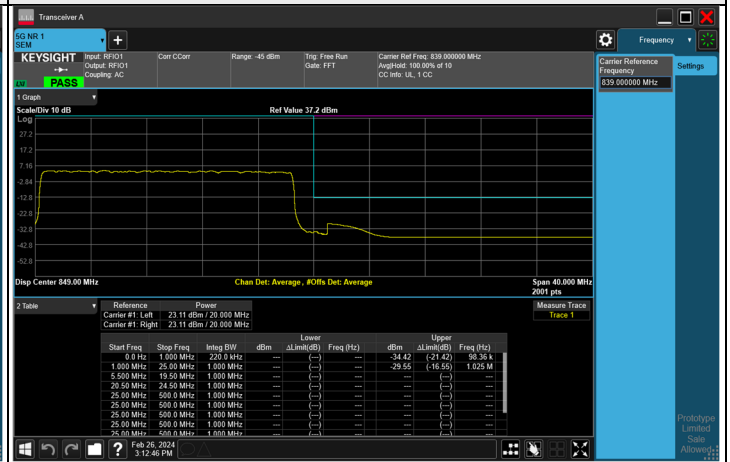 Transceiver A
5G NR 1
SEM
+
Frequency
KEYSIGHT
LXI
PASS
Input: RFIO1
Output: RFIO1
Coupling: AC
Corr CCorr
Range: -45 dBm
Trig: Free Run
Gate: FFT
Carrier Ref Freq: 839.000000 MHz
Avg|Hold: 100.00% of 10
CC Info: UL, 1 CC
Carrier Reference
Frequency
839.000000 MHz
Settings
1 Graph
Scale/Div 10 dB
Ref Value 37.2 dBm
Log
27.2
17.2
7.16
-2.84
-12.8
-22.8
-32.8
-42.8
-52.8
Disp Center 849.00 MHz
Chan Det: Average , #Offs Det: Average
Span 40.000 MHz
2001 pts
2 Table
Reference Power
Carrier #1: Left 23.11 dBm / 20.000 MHz
Carrier #1: Right 23.11 dBm / 20.000 MHz
Measure Trace
Trace 1
Lower Upper
Start Freq Stop Freq Integ BW dBm ΔLimit(dB) Freq (Hz) dBm ΔLimit(dB) Freq (Hz)
0.0 Hz 1.000 MHz 220.0 kHz --- (---) --- -34.42 (-21.42) 98.36 k
1.000 MHz 25.00 MHz 1.000 MHz --- (---) --- -29.55 (-16.55) 1.025 M
5.500 MHz 19.50 MHz 1.000 MHz --- (---) --- --- (---) ---
20.50 MHz 24.50 MHz 1.000 MHz --- (---) --- --- (---) ---
25.00 MHz 500.0 MHz 1.000 MHz --- (---) --- --- (---) ---
25.00 MHz 500.0 MHz 1.000 MHz --- (---) --- --- (---) ---
25.00 MHz 500.0 MHz 1.000 MHz --- (---) --- --- (---) ---
25.00 MHz 500.0 MHz 1.000 MHz --- (---) --- --- (---) ---
25.00 MHz 500.0 MHz 1.000 MHz --- (---) --- --- (---) ---
Prototype
Limited
Sale
Allowed
?
Feb 26, 2024
3:12:46 PM